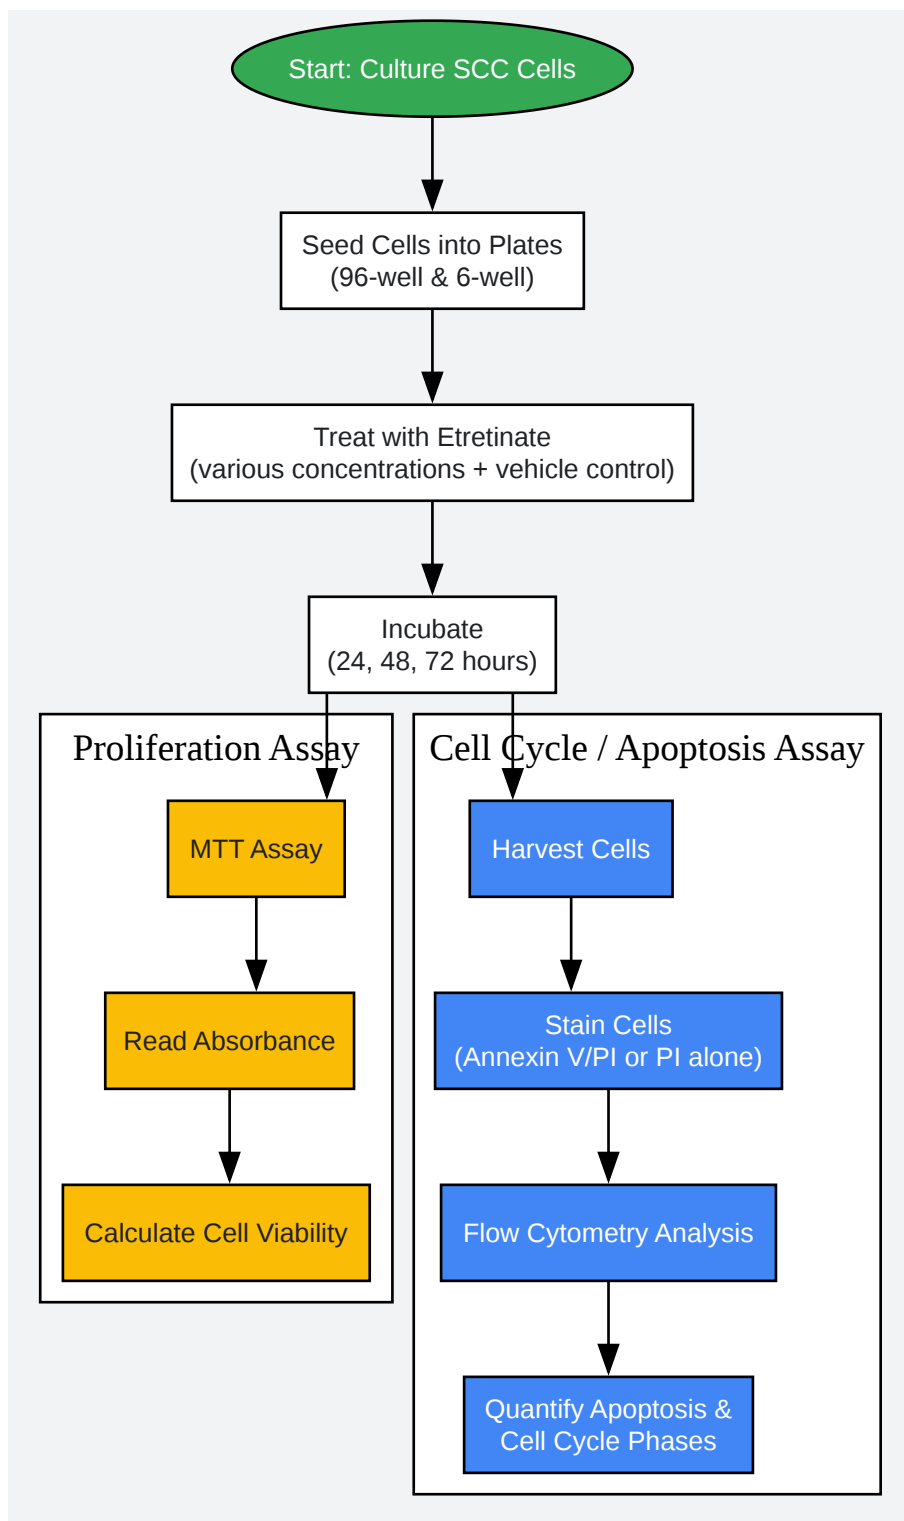 Start: Culture SCC Cells
Seed Cells into Plates
(96-well & 6-well)
Treat with Etretinate
(various concentrations + vehicle control)
Incubate
(24, 48, 72 hours)
Proliferation Assay
MTT Assay
Read Absorbance
Calculate Cell Viability
Cell Cycle / Apoptosis Assay
Harvest Cells
Stain Cells
(Annexin V/PI or PI alone)
Flow Cytometry Analysis
Quantify Apoptosis &
Cell Cycle Phases